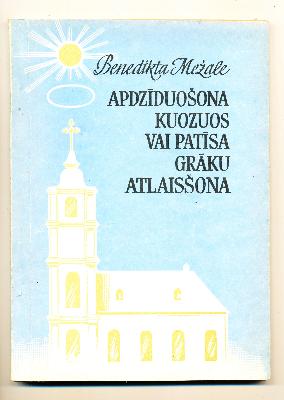 Benedikta Mežale
APDZĪDUOŠONA
KUOZUOS
VAI PATĪSA
GRĀKU
ATLAISŠONA